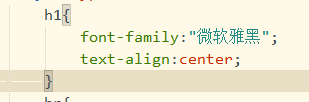 h1{
font-family:"微软雅黑";
text-align:center;
}